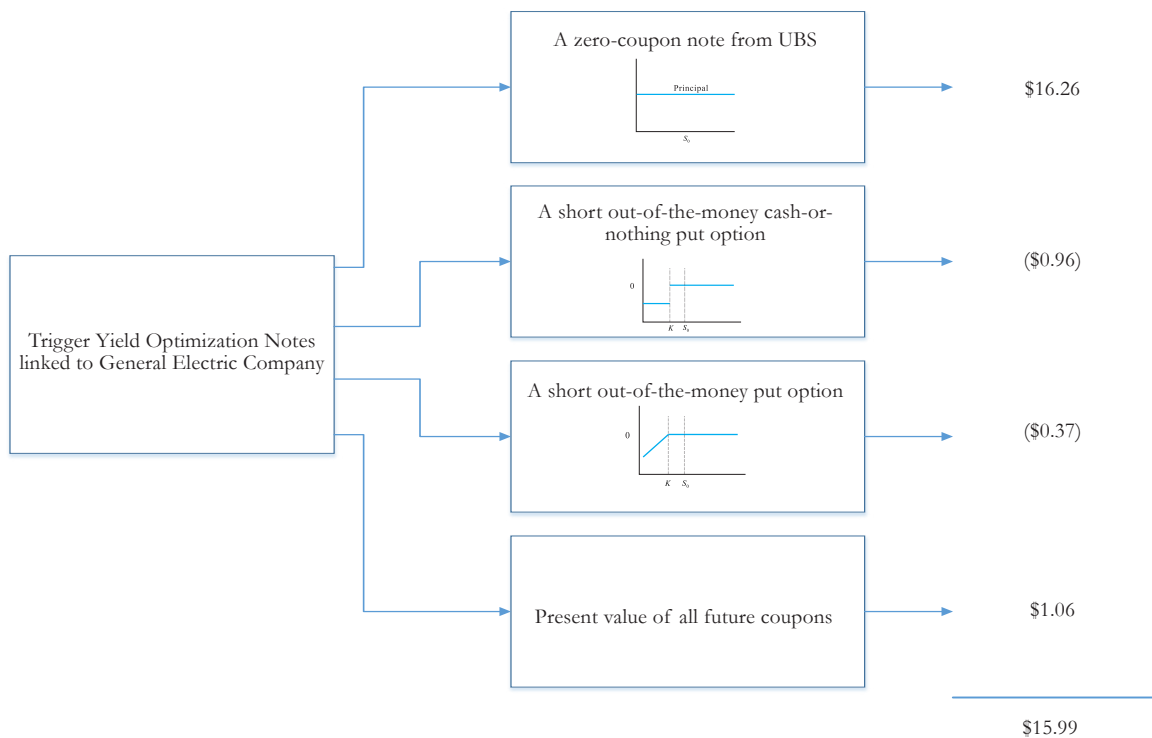 Trigger Yield Optimization Notes
linked to General Electric Company
A zero-coupon note from UBS
Principal
S₀
$16.26
A short out-of-the-money cash-or-
nothing put option
0
K S₀
($0.96)
A short out-of-the-money put option
0
K S₀
($0.37)
Present value of all future coupons
$1.06
$15.99